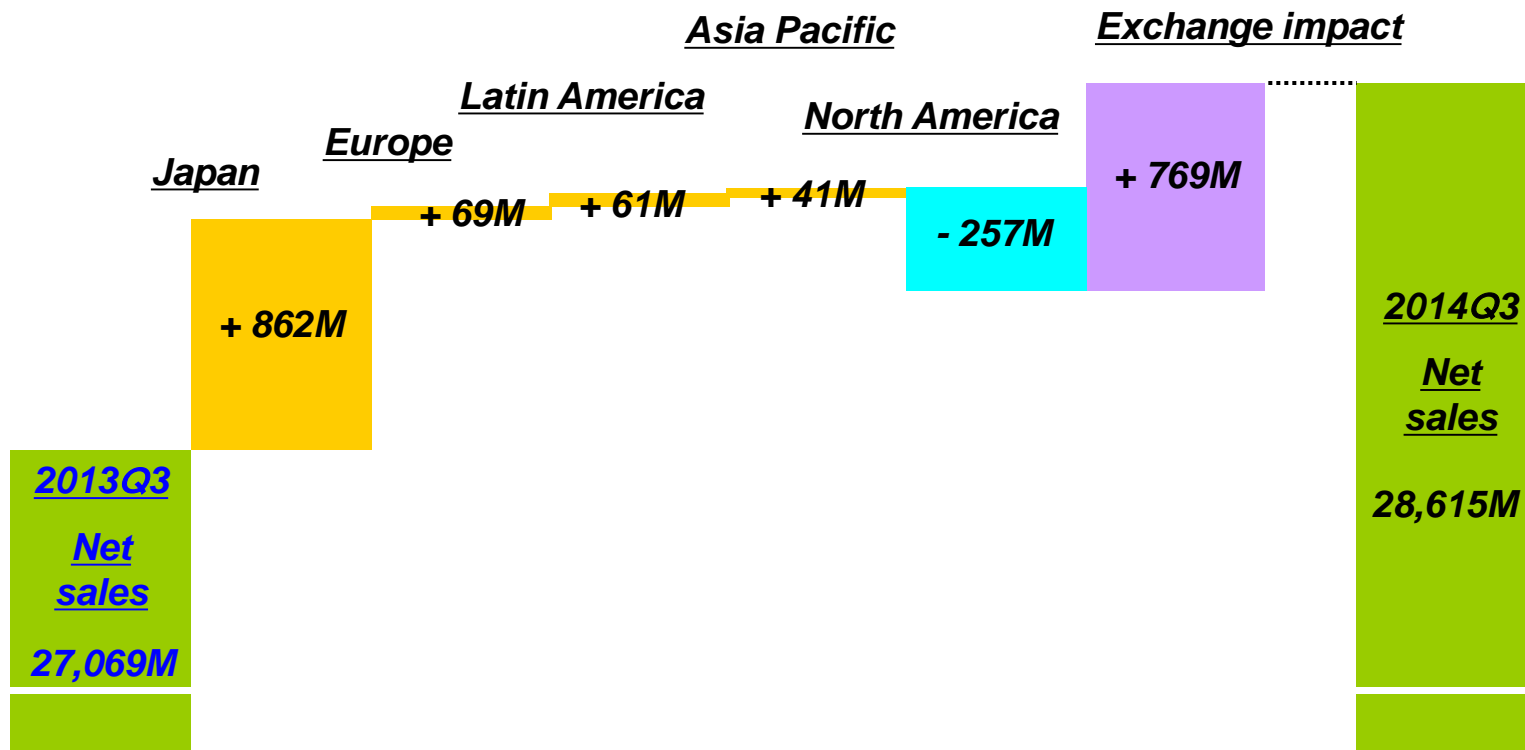 Asia Pacific
Exchange impact
Latin America
North America
Europe
Japan
+ 862M
+ 69M
+ 61M
+ 41M
- 257M
+ 769M
2013Q3
Net
sales
27,069M
2014Q3
Net
sales
28,615M